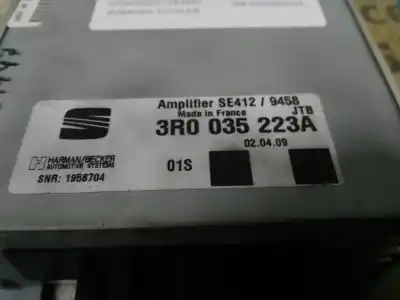 Amplifier SE412 / 9458
Made in France JTB
3R0 035 223A
02.04.09
HARMAN/BECKER
AUTOMOTIVE SYSTEMS
01S
SNR: 1958704